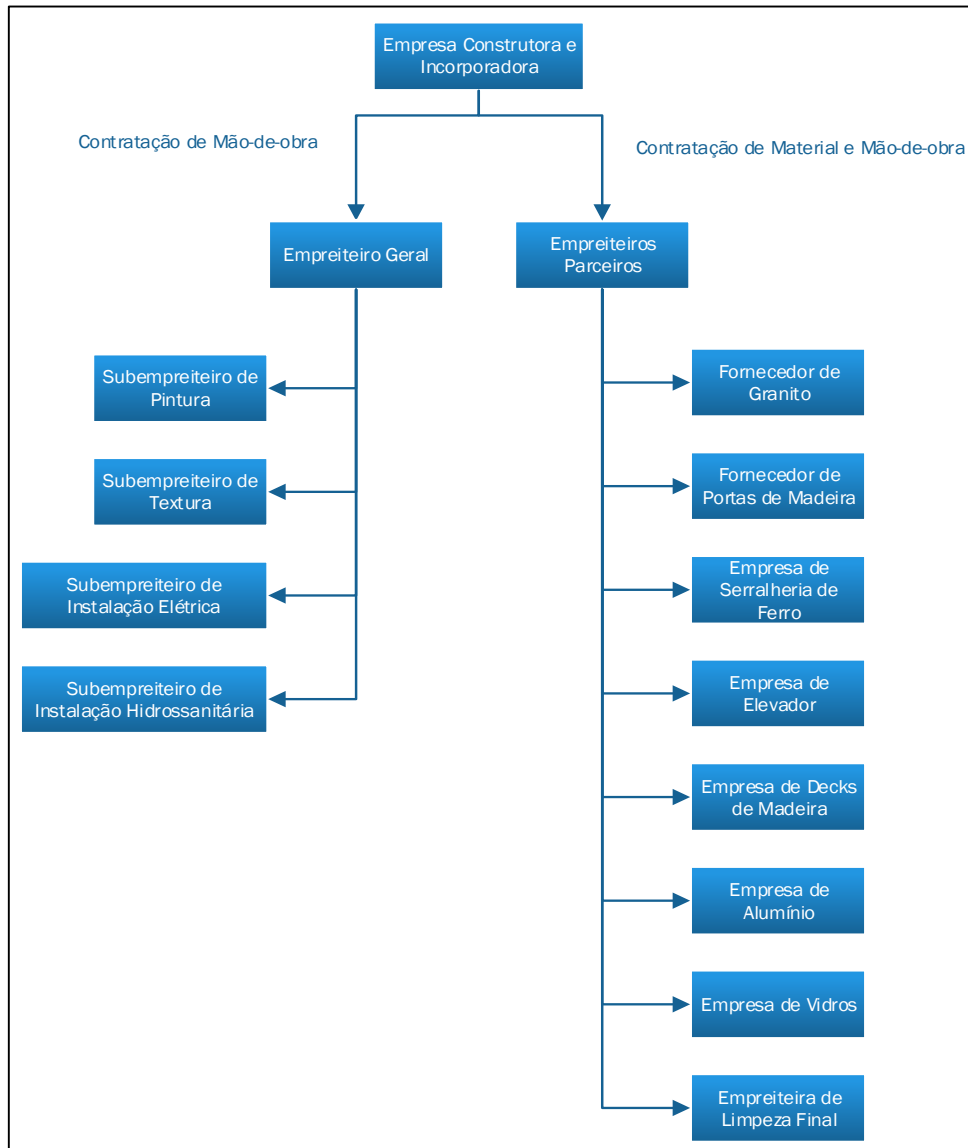 Empresa Construtora e
Incorporadora
Contratação de Mão-de-obra
Contratação de Material e Mão-de-obra
Empreiteiro Geral
Empreiteiros
Parceiros
Subempreiteiro de
Pintura
Subempreiteiro de
Textura
Subempreiteiro de
Instalação Elétrica
Subempreiteiro de
Instalação Hidrossanitária
Fornecedor de
Granito
Fornecedor de
Portas de Madeira
Empresa de
Serralheria de
Ferro
Empresa de
Elevador
Empresa de Decks
de Madeira
Empresa de
Alumínio
Empresa de Vidros
Empreiteira de
Limpeza Final